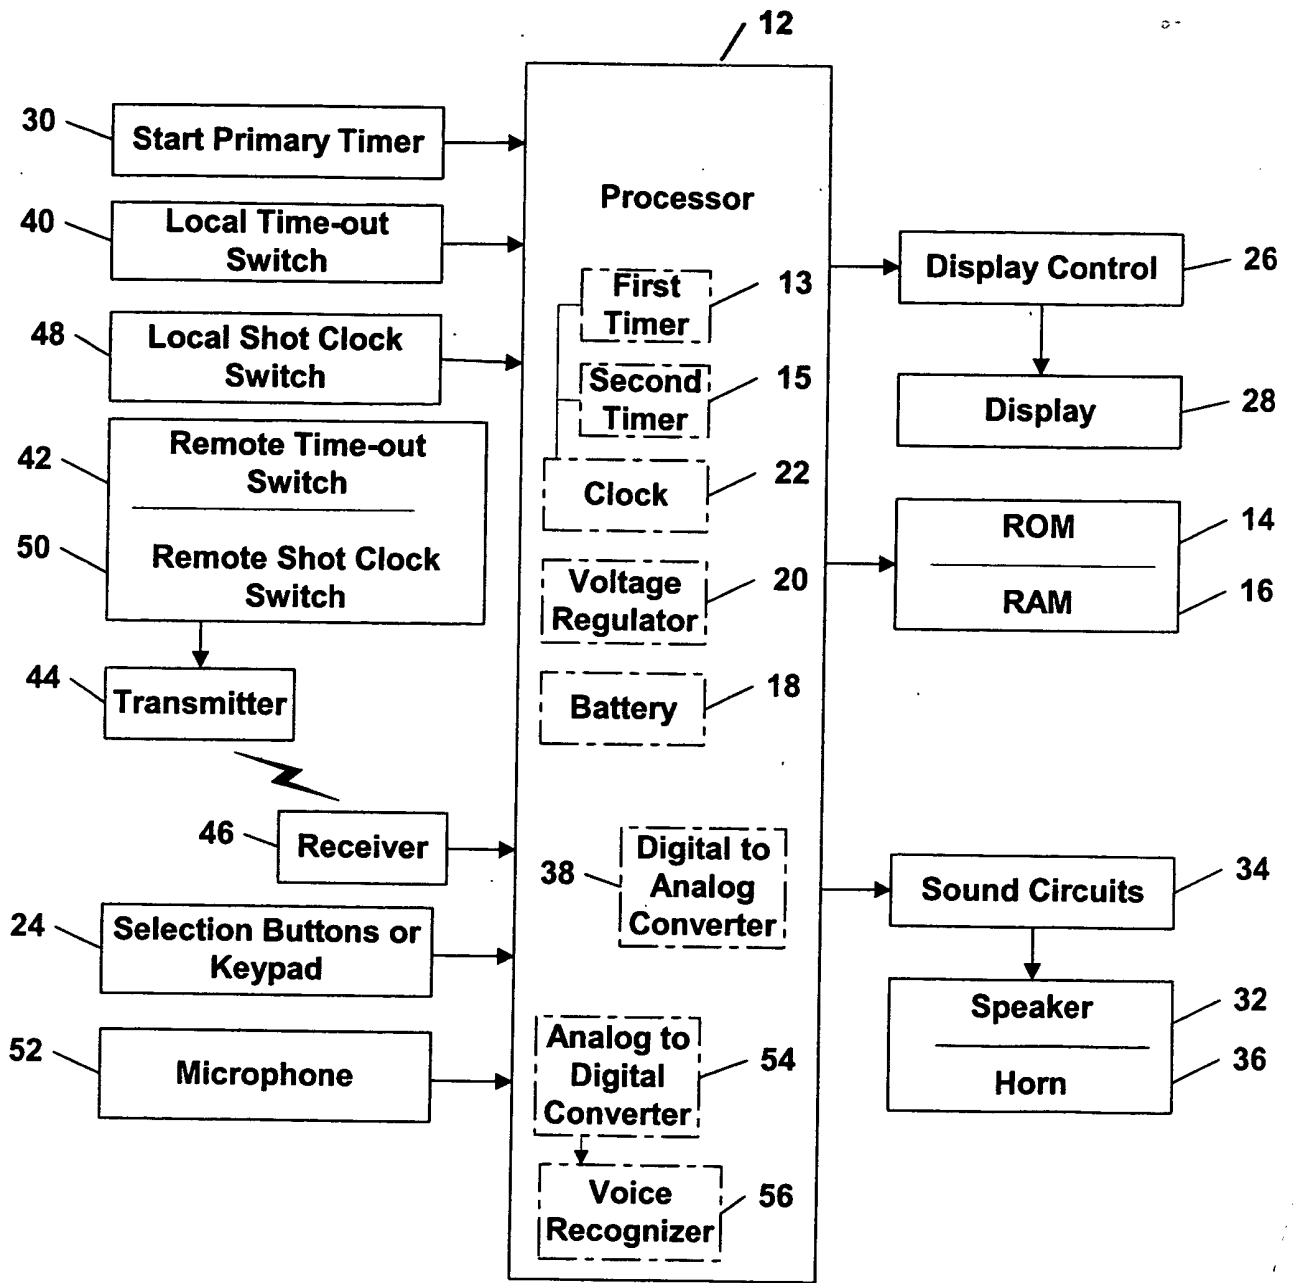 12
30
Start Primary Timer
40
Local Time-out
Switch
48
Local Shot Clock
Switch
42
Remote Time-out
Switch
50
Remote Shot Clock
Switch
44
Transmitter
46
Receiver
24
Selection Buttons or
Keypad
52
Microphone
Processor
First
Timer
13
Second
Timer
15
Clock
22
Voltage
Regulator
20
Battery
18
38
Digital to
Analog
Converter
Analog to
Digital
Converter
54
Voice
Recognizer
56
Display Control
26
Display
28
ROM
14
RAM
16
Sound Circuits
34
Speaker
32
Horn
36